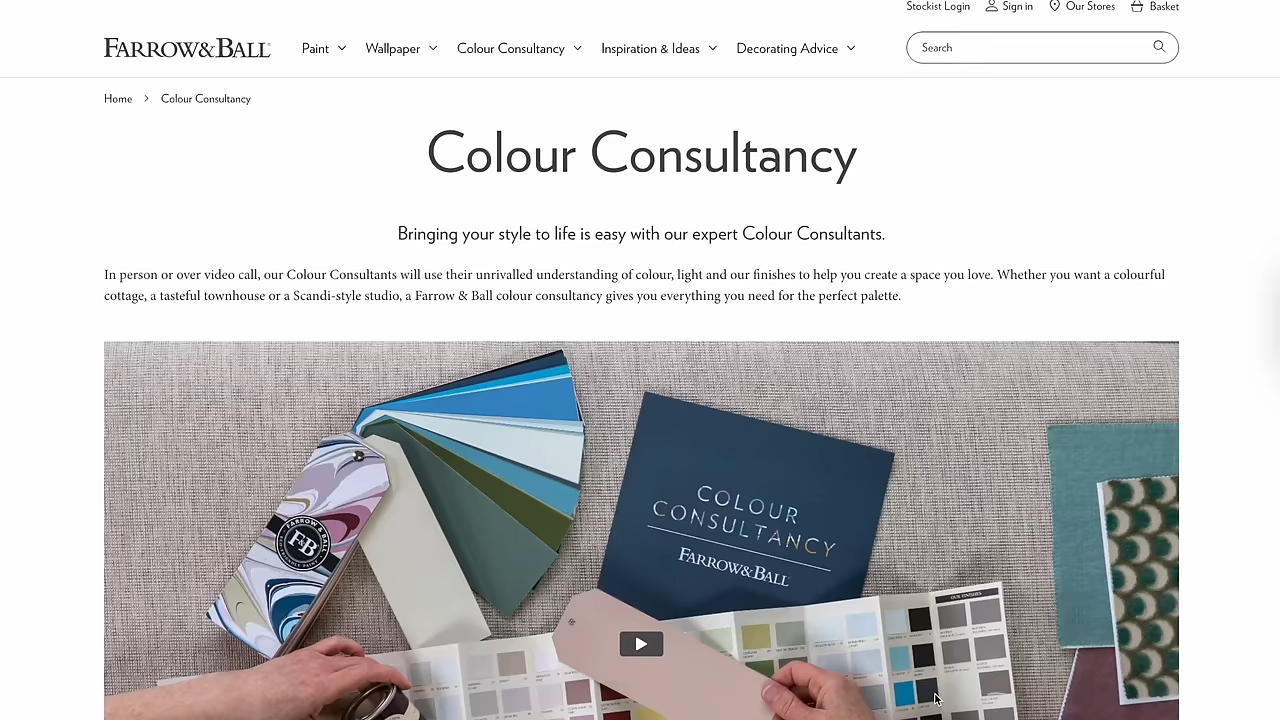 Stockist Login Sign in Our Stores Basket
FARROW&BALL Paint Wallpaper Colour Consultancy Inspiration & Ideas Decorating Advice Search
Home Colour Consultancy
Colour Consultancy
Bringing your style to life is easy with our expert Colour Consultants.
In person or over video call, our Colour Consultants will use their unrivalled understanding of colour, light and our finishes to help you create a space you love. Whether you want a colourful
cottage, a tasteful townhouse or a Scandi-style studio, a Farrow & Ball colour consultancy gives you everything you need for the perfect palette.
COLOUR
CONSULTANCY
FARROW&BALL
FARROW & BALL
F&B
OUR FINISHES